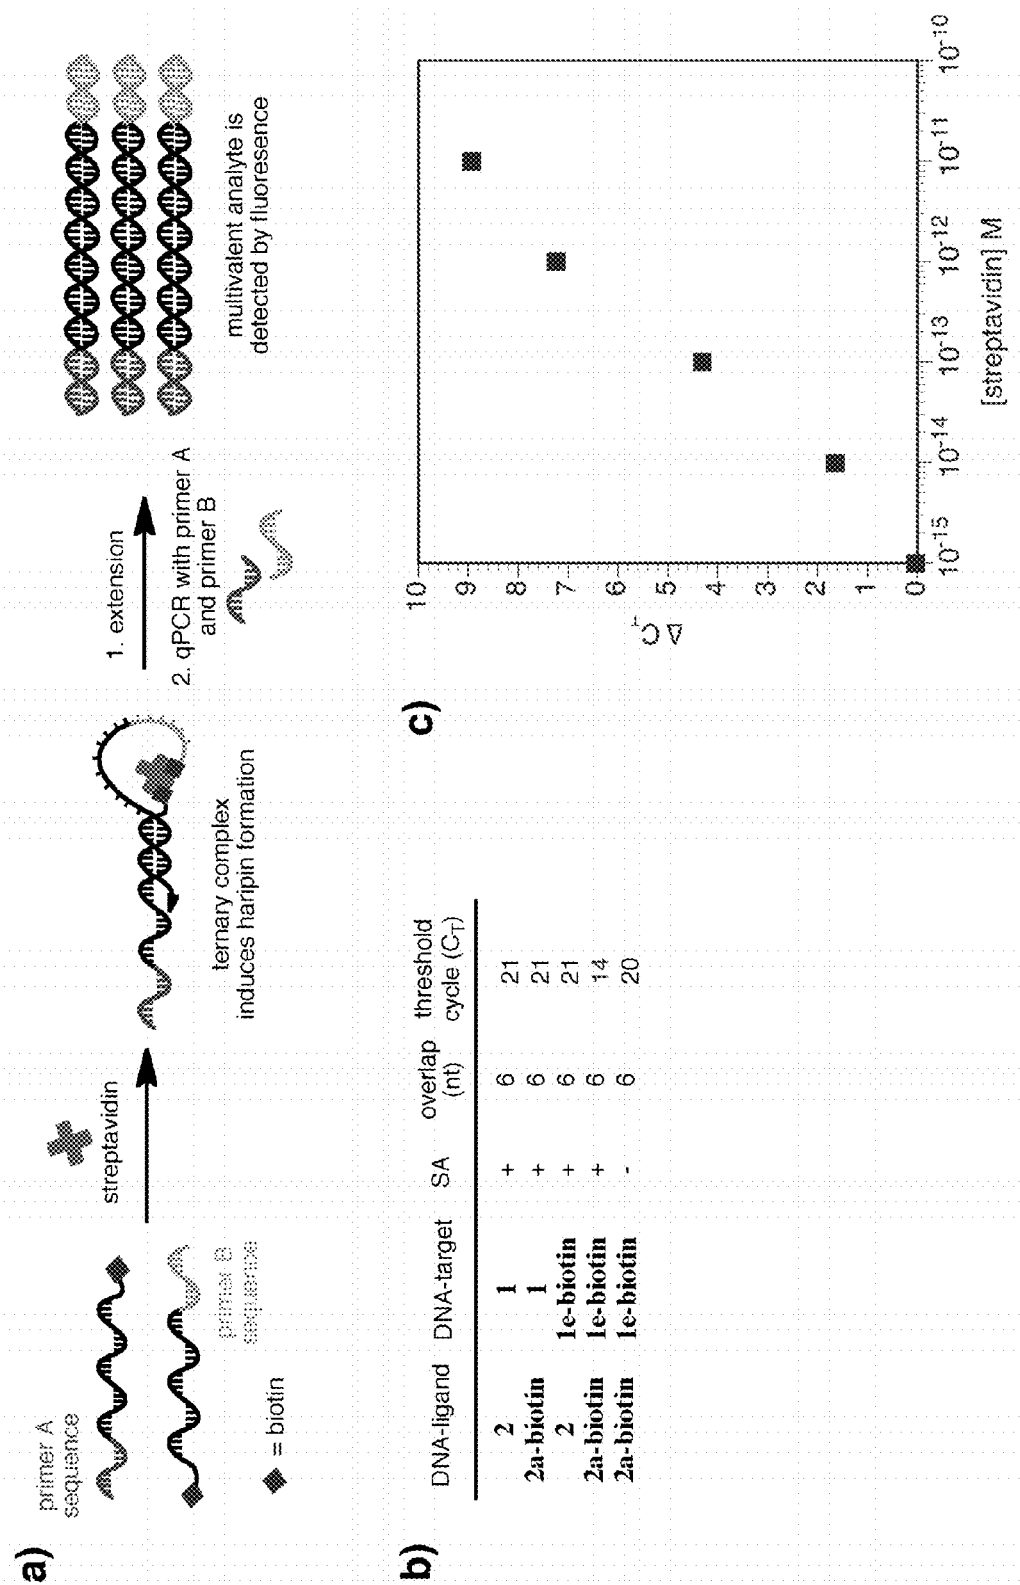 a)
primer A
sequence
primer B
sequence
= biotin
streptavidin
ternary complex
induces haripin formation
1. extension
2. qPCR with primer A
and primer B
multivalent analyte is
detected by fluoresence
b)
DNA-ligand DNA-target SA overlap (nt) threshold cycle (C_T)
2 1 + 6 21
2a-biotin 1 + 6 21
2 1e-biotin + 6 21
2a-biotin 1e-biotin + 6 14
2a-biotin 1e-biotin - 6 20
c)
Δ C_T
10
9
8
7
6
5
4
3
2
1
0
10^-15 10^-14 10^-13 10^-12 10^-11 10^-10
[streptavidin] M